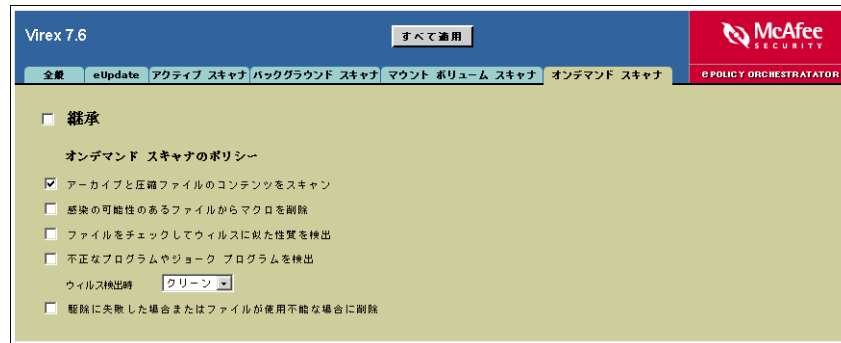 Virex 7.6
すべて適用
McAfee
SECURITY
全般 eUpdate アクティブ スキャナ バックグラウンド スキャナ マウント ボリューム スキャナ オンデマンド スキャナ
ePOLICY ORCHESTRATATOR
継承
オンデマンド スキャナのポリシー
アーカイブと圧縮ファイルのコンテンツをスキャン
感染の可能性のあるファイルからマクロを削除
ファイルをチェックしてウィルスに似た性質を検出
不正なプログラムやジョーク プログラムを検出
ウィルス検出時 クリーン
駆除に失敗した場合またはファイルが使用不能な場合に削除